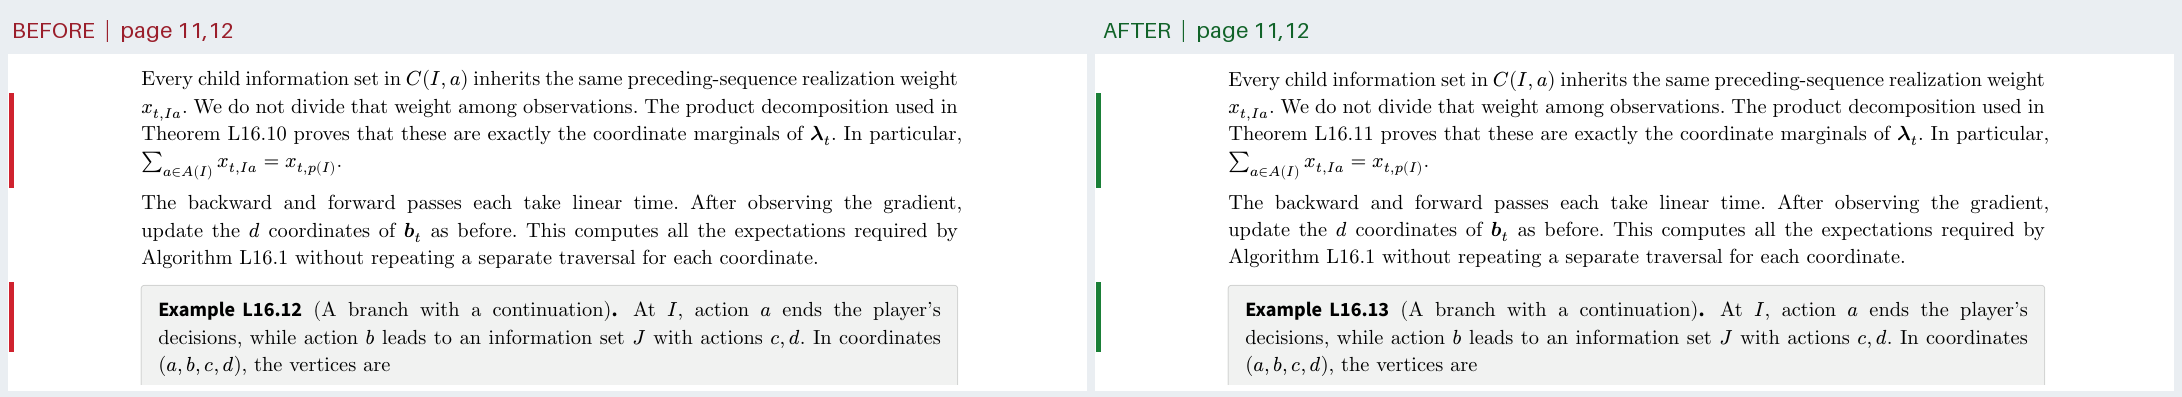 BEFORE | page 11,12
Every child information set in C(I, a) inherits the same preceding-sequence realization weight
x_{t,Ia}. We do not divide that weight among observations. The product decomposition used in
Theorem L16.10 proves that these are exactly the coordinate marginals of λ_t. In particular,
∑_{a∈A(I)} x_{t,Ia} = x_{t,p(I)}.
The backward and forward passes each take linear time. After observing the gradient,
update the d coordinates of b_t as before. This computes all the expectations required by
Algorithm L16.1 without repeating a separate traversal for each coordinate.
Example L16.12 (A branch with a continuation). At I, action a ends the player's
decisions, while action b leads to an information set J with actions c, d. In coordinates
(a, b, c, d), the vertices are
AFTER | page 11,12
Every child information set in C(I, a) inherits the same preceding-sequence realization weight
x_{t,Ia}. We do not divide that weight among observations. The product decomposition used in
Theorem L16.11 proves that these are exactly the coordinate marginals of λ_t. In particular,
∑_{a∈A(I)} x_{t,Ia} = x_{t,p(I)}.
The backward and forward passes each take linear time. After observing the gradient,
update the d coordinates of b_t as before. This computes all the expectations required by
Algorithm L16.1 without repeating a separate traversal for each coordinate.
Example L16.13 (A branch with a continuation). At I, action a ends the player's
decisions, while action b leads to an information set J with actions c, d. In coordinates
(a, b, c, d), the vertices are